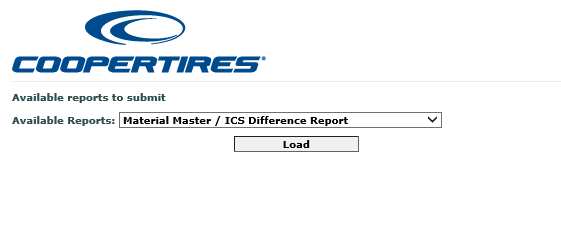 COOPERTIRES®
Available reports to submit
Available Reports: Material Master / ICS Difference Report
Load